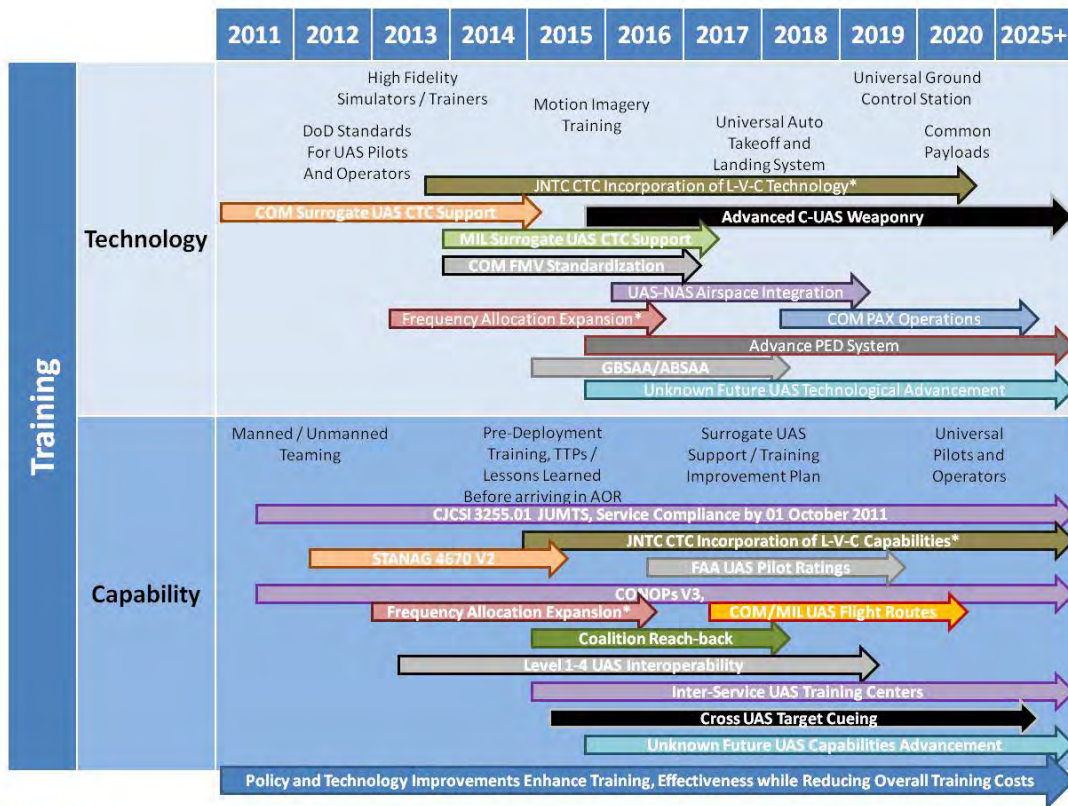 2011 2012 2013 2014 2015 2016 2017 2018 2019 2020 2025+
Training
Technology
High Fidelity
Simulators / Trainers
DoD Standards
For UAS Pilots
And Operators
Motion Imagery
Training
Universal Auto
Takeoff and
Landing System
Universal Ground
Control Station
Common
Payloads
JNTC CTC Incorporation of L-V-C Technology*
COM Surrogate UAS CTC Support
Advanced C-UAS Weaponry
MIL Surrogate UAS CTC Support
COM FMV Standardization
UAS-NAS Airspace Integration
Frequency Allocation Expansion*
COM PAX Operations
Advance PED System
GBSAA/ABSAA
Unknown Future UAS Technological Advancement
Capability
Manned / Unmanned
Teaming
Pre-Deployment
Training, TTPs /
Lessons Learned
Before arriving in AOR
Surrogate UAS
Support / Training
Improvement Plan
Universal
Pilots and
Operators
CJCSI 3255.01 JUMTS, Service Compliance by 01 October 2011
JNTC CTC Incorporation of L-V-C Capabilities*
STANAG 4670 V2
FAA UAS Pilot Ratings
CONOPs V3,
Frequency Allocation Expansion*
COM/MIL UAS Flight Routes
Coalition Reach-back
Level 1-4 UAS Interoperability
Inter-Service UAS Training Centers
Cross UAS Target Cueing
Unknown Future UAS Capabilities Advancement
Policy and Technology Improvements Enhance Training, Effectiveness while Reducing Overall Training Costs